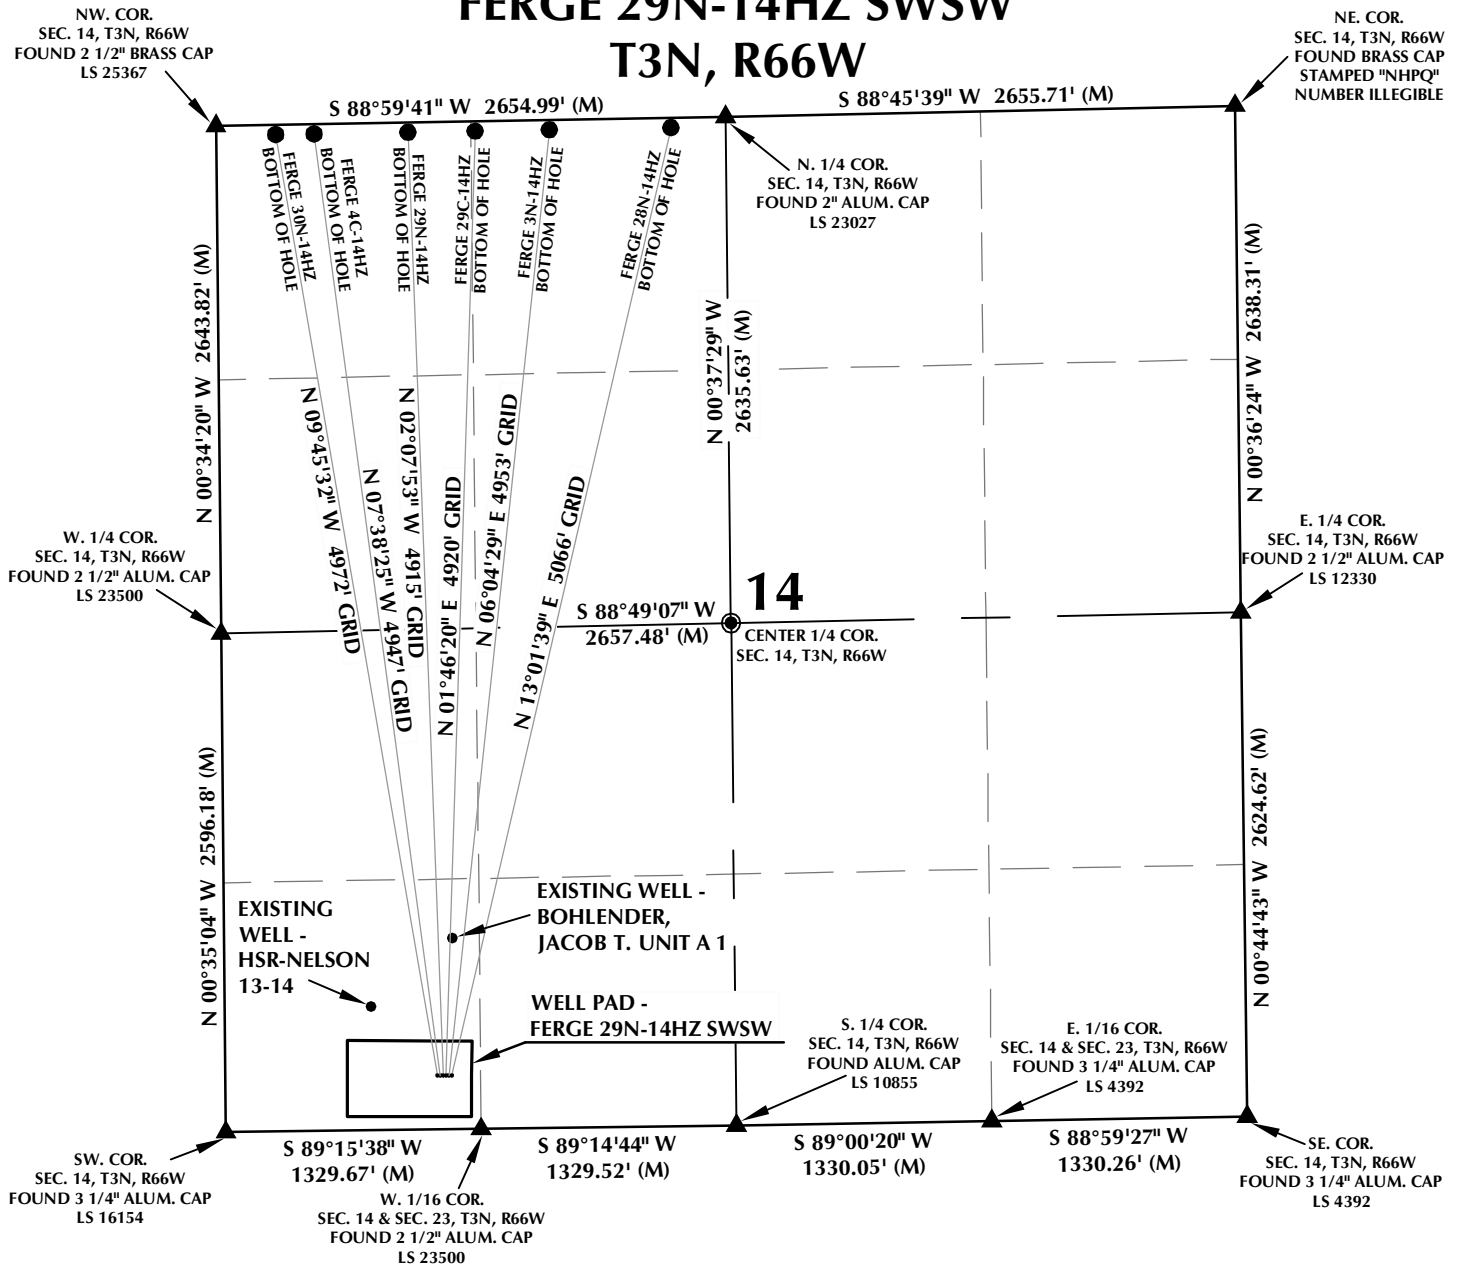 FERGE 29N-14HZ SWSW
T3N, R66W
NW. COR.
SEC. 14, T3N, R66W
FOUND 2 1/2" BRASS CAP
LS 25367
NE. COR.
SEC. 14, T3N, R66W
FOUND BRASS CAP
STAMPED "NHPQ"
NUMBER ILLEGIBLE
S 88°59'41" W 2654.99' (M)
S 88°45'39" W 2655.71' (M)
N. 1/4 COR.
SEC. 14, T3N, R66W
FOUND 2" ALUM. CAP
LS 23027
FERGE 30N-14HZ
BOTTOM OF HOLE
FERGE 4C-14HZ
BOTTOM OF HOLE
FERGE 29N-14HZ
BOTTOM OF HOLE
FERGE 29C-14HZ
BOTTOM OF HOLE
FERGE 3N-14HZ
BOTTOM OF HOLE
FERGE 28N-14HZ
BOTTOM OF HOLE
N 00°34'20" W 2643.82' (M)
N 00°37'29" W
2635.63' (M)
N 00°36'24" W 2638.31' (M)
N 09°45'32" W 4972' GRID
N 07°38'25" W 4947' GRID
N 02°07'53" W 4915' GRID
N 01°46'20" E 4920' GRID
N 06°04'29" E 4953' GRID
N 13°01'39" E 5066' GRID
W. 1/4 COR.
SEC. 14, T3N, R66W
FOUND 2 1/2" ALUM. CAP
LS 23500
E. 1/4 COR.
SEC. 14, T3N, R66W
FOUND 2 1/2" ALUM. CAP
LS 12330
14
S 88°49'07" W
2657.48' (M)
CENTER 1/4 COR.
SEC. 14, T3N, R66W
N 00°35'04" W 2596.18' (M)
N 00°44'43" W 2624.62' (M)
EXISTING
WELL -
HSR-NELSON
13-14
EXISTING WELL -
BOHLENDER,
JACOB T. UNIT A 1
WELL PAD -
FERGE 29N-14HZ SWSW
S. 1/4 COR.
SEC. 14, T3N, R66W
FOUND ALUM. CAP
LS 10855
E. 1/16 COR.
SEC. 14 & SEC. 23, T3N, R66W
FOUND 3 1/4" ALUM. CAP
LS 4392
S 89°15'38" W
1329.67' (M)
S 89°14'44" W
1329.52' (M)
S 89°00'20" W
1330.05' (M)
S 88°59'27" W
1330.26' (M)
SW. COR.
SEC. 14, T3N, R66W
FOUND 3 1/4" ALUM. CAP
LS 16154
W. 1/16 COR.
SEC. 14 & SEC. 23, T3N, R66W
FOUND 2 1/2" ALUM. CAP
LS 23500
SE. COR.
SEC. 14, T3N, R66W
FOUND 3 1/4" ALUM. CAP
LS 4392